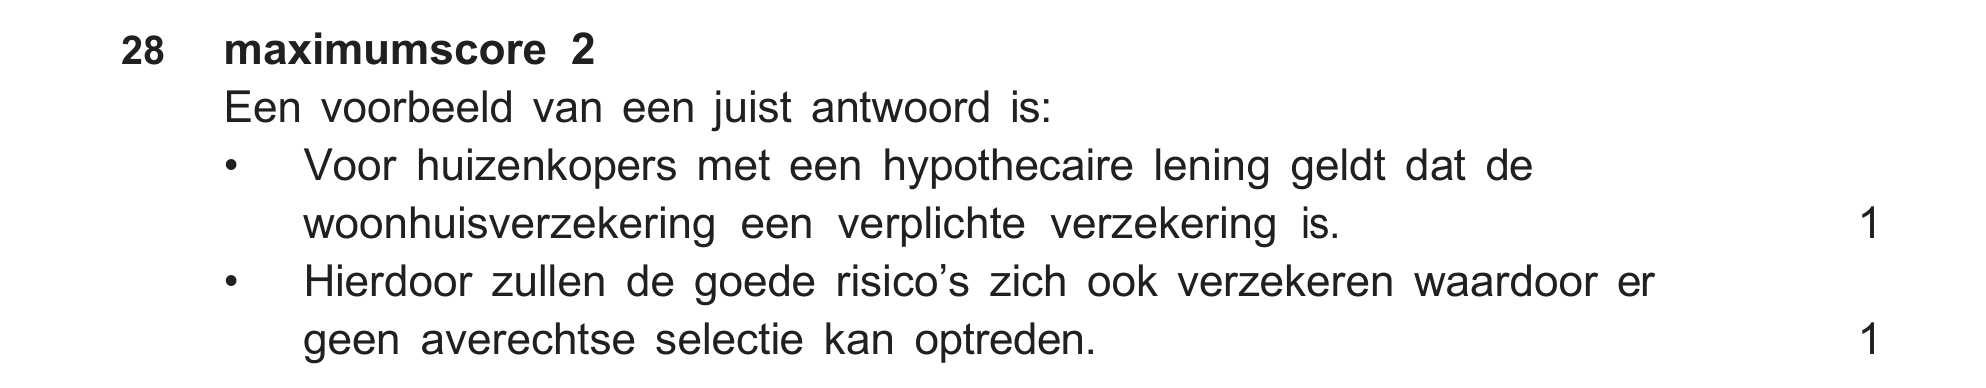 28 maximumscore 2
Een voorbeeld van een juist antwoord is:
• Voor huizenkopers met een hypothecaire lening geldt dat de
woonhuisverzekering een verplichte verzekering is. 1
• Hierdoor zullen de goede risico’s zich ook verzekeren waardoor er
geen averechtse selectie kan optreden. 1